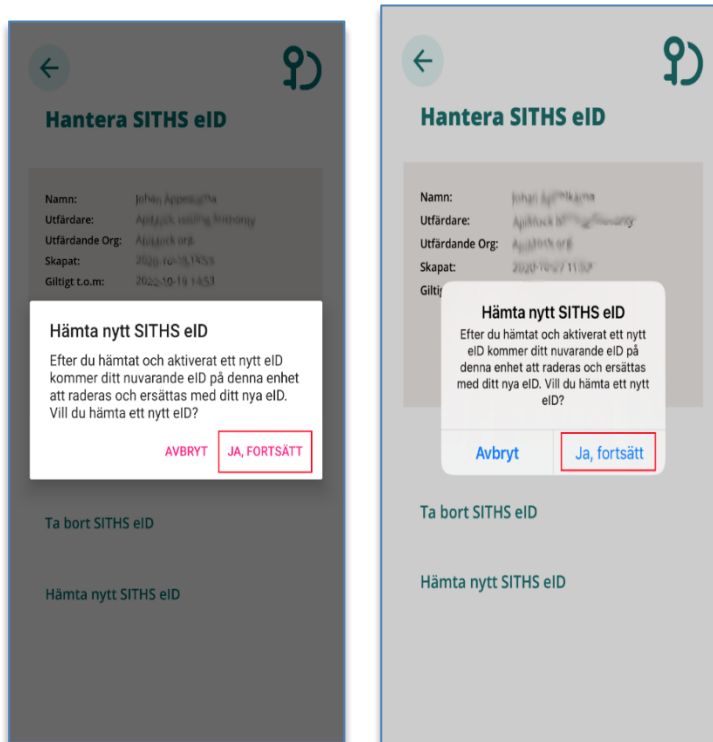 Hantera SITHS eID
Namn:
Utfärdare:
Utfärdande Org:
Skapat:
Giltigt t.o.m:
Hämta nytt SITHS eID
Efter du hämtat och aktiverat ett nytt eID
kommer ditt nuvarande eID på denna enhet
att raderas och ersättas med ditt nya eID.
Vill du hämta ett nytt eID?
AVBRYT JA, FORTSÄTT
Ta bort SITHS eID
Hämta nytt SITHS eID
Hantera SITHS eID
Namn:
Utfärdare:
Utfärdande Org:
Skapat:
Hämta nytt SITHS eID
Efter du hämtat och aktiverat ett nytt
eID kommer ditt nuvarande eID på
denna enhet att raderas och ersättas
med ditt nya eID. Vill du hämta ett nytt
eID?
Avbryt Ja, fortsätt
Ta bort SITHS eID
Hämta nytt SITHS eID